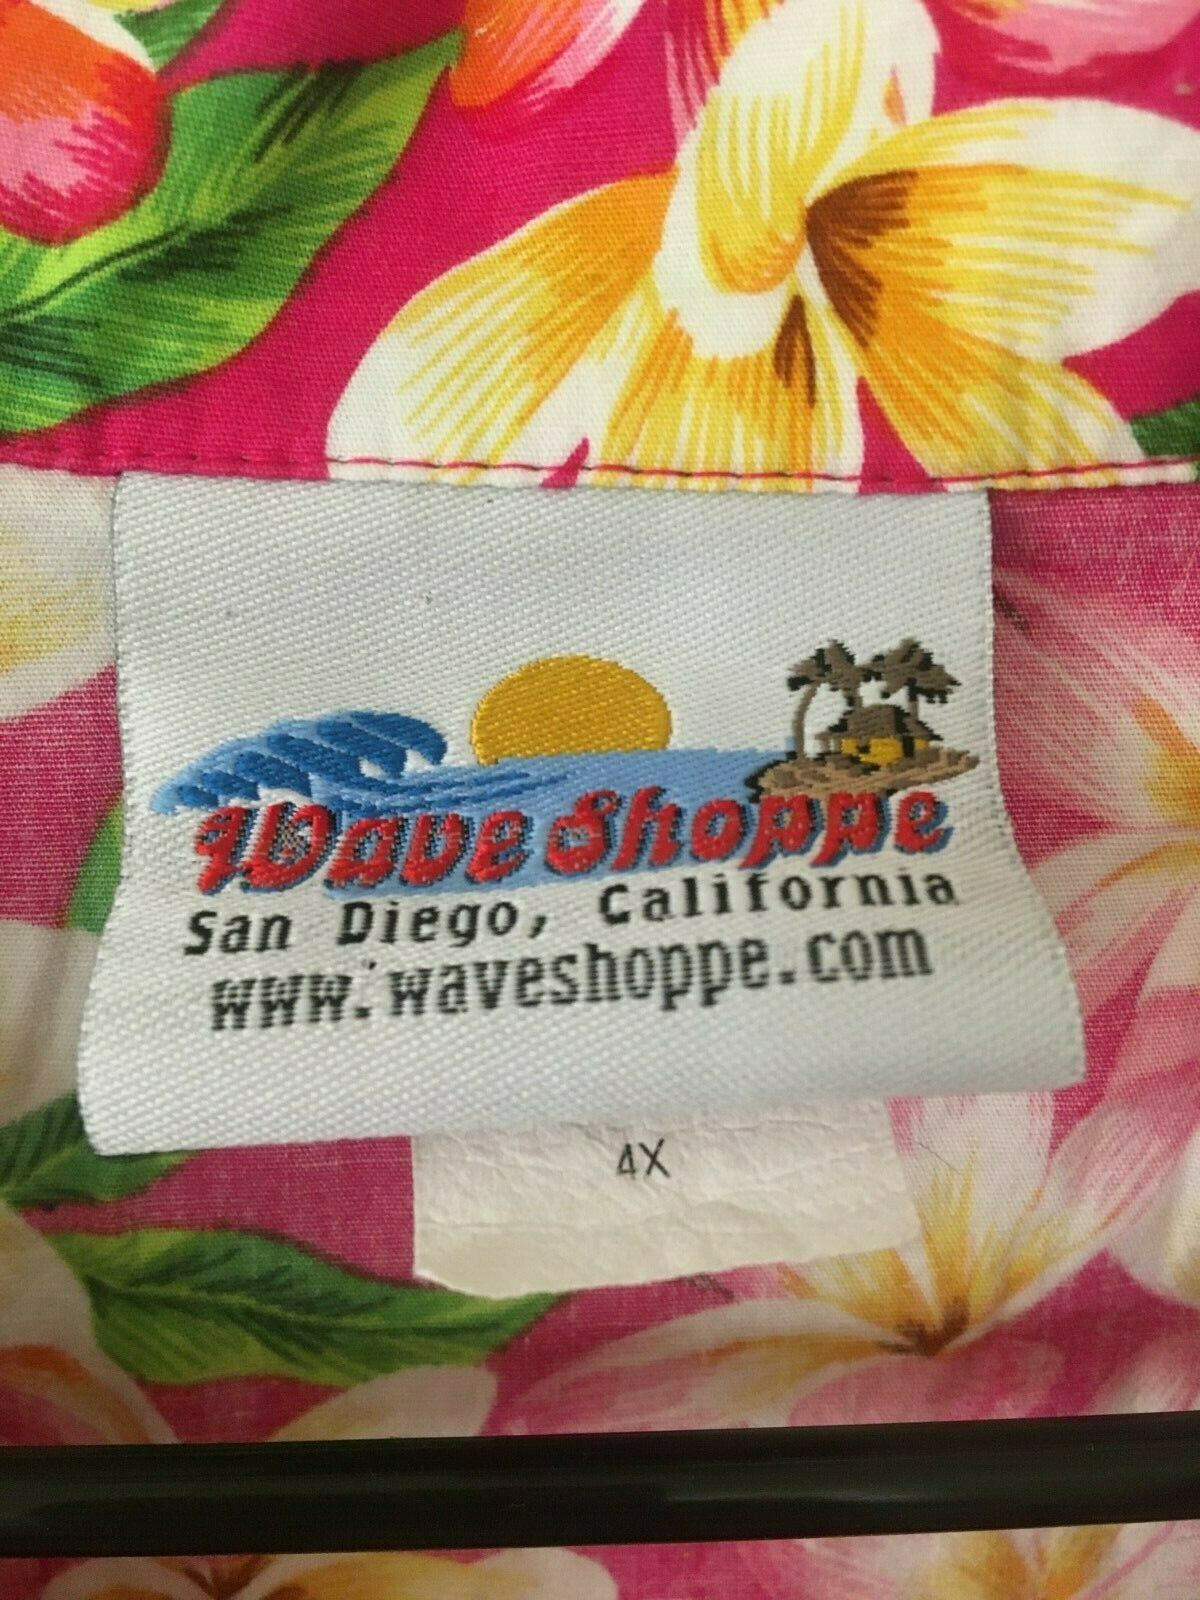 Wave Shoppe
San Diego, California
www.waveshoppe.com
4X